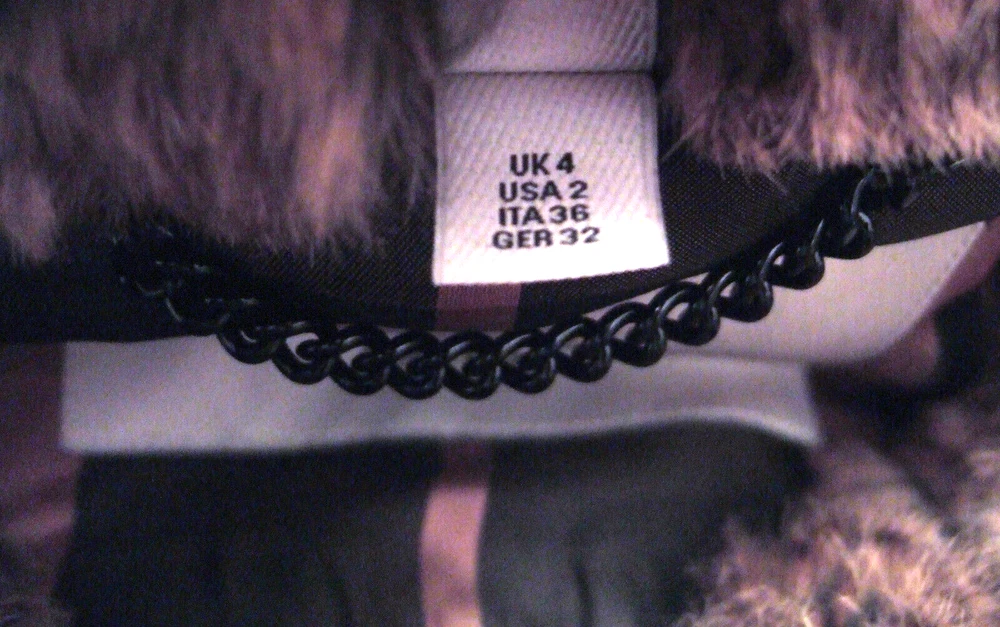 UK 4
USA 2
ITA 36
GER 32